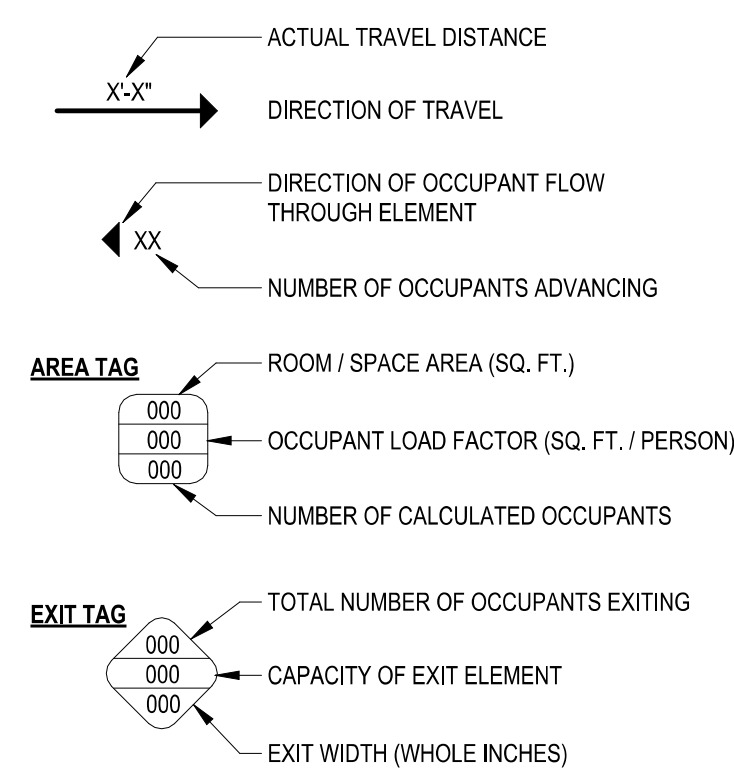 ACTUAL TRAVEL DISTANCE
X'-X"
DIRECTION OF TRAVEL
DIRECTION OF OCCUPANT FLOW
THROUGH ELEMENT
XX
NUMBER OF OCCUPANTS ADVANCING
AREA TAG
ROOM / SPACE AREA (SQ. FT.)
000
000
OCCUPANT LOAD FACTOR (SQ. FT. / PERSON)
000
NUMBER OF CALCULATED OCCUPANTS
EXIT TAG
TOTAL NUMBER OF OCCUPANTS EXITING
000
000
CAPACITY OF EXIT ELEMENT
000
EXIT WIDTH (WHOLE INCHES)